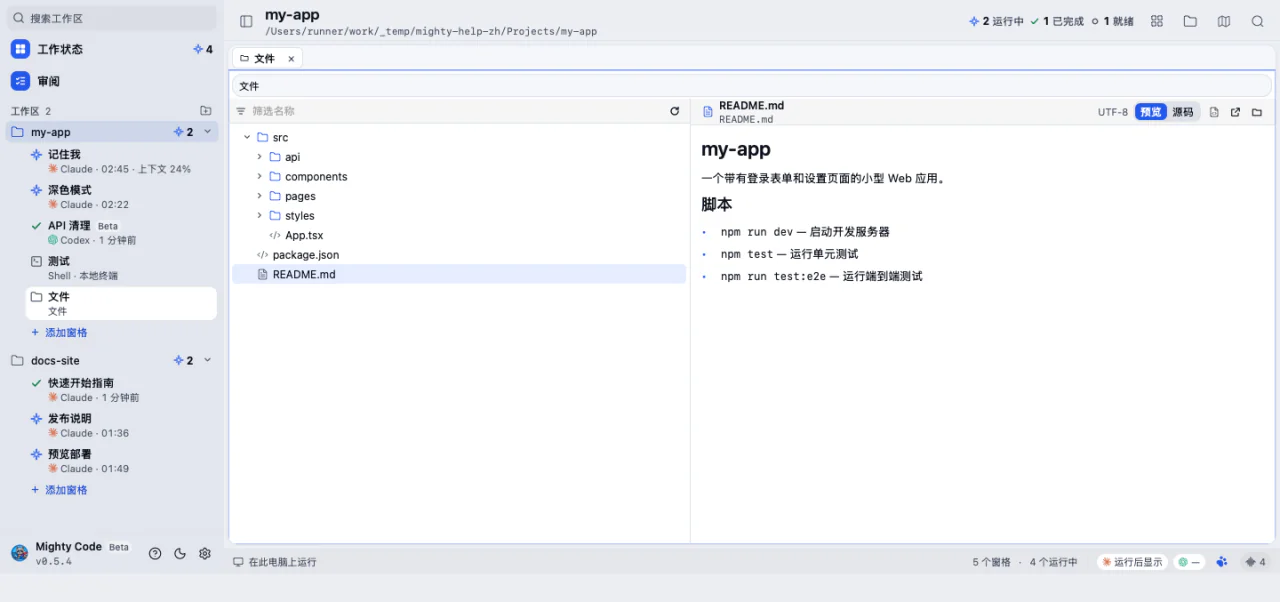 搜索工作区
工作状态 4
审阅
工作区 2
my-app 2
记住我
Claude · 02:45 · 上下文 24%
深色模式
Claude · 02:22
API 清理 Beta
Codex · 1 分钟前
测试
Shell · 本地终端
文件
文件
+ 添加窗格
docs-site 2
快速开始指南
Claude · 1 分钟前
发布说明
Claude · 01:36
预览部署
Claude · 01:49
+ 添加窗格
Mighty Code Beta
v0.5.4
my-app
/Users/runner/work/_temp/mighty-help-zh/Projects/my-app
2 运行中 1 已完成 1 就绪
文件 ×
文件
筛选名称
src
api
components
pages
styles
App.tsx
package.json
README.md
README.md
README.md
UTF-8 预览 源码
my-app
一个带有登录表单和设置页面的小型 Web 应用。
脚本
• npm run dev — 启动开发服务器
• npm test — 运行单元测试
• npm run test:e2e — 运行端到端测试
在此电脑上运行
5 个窗格 · 4 个运行中 运行后显示 — 4